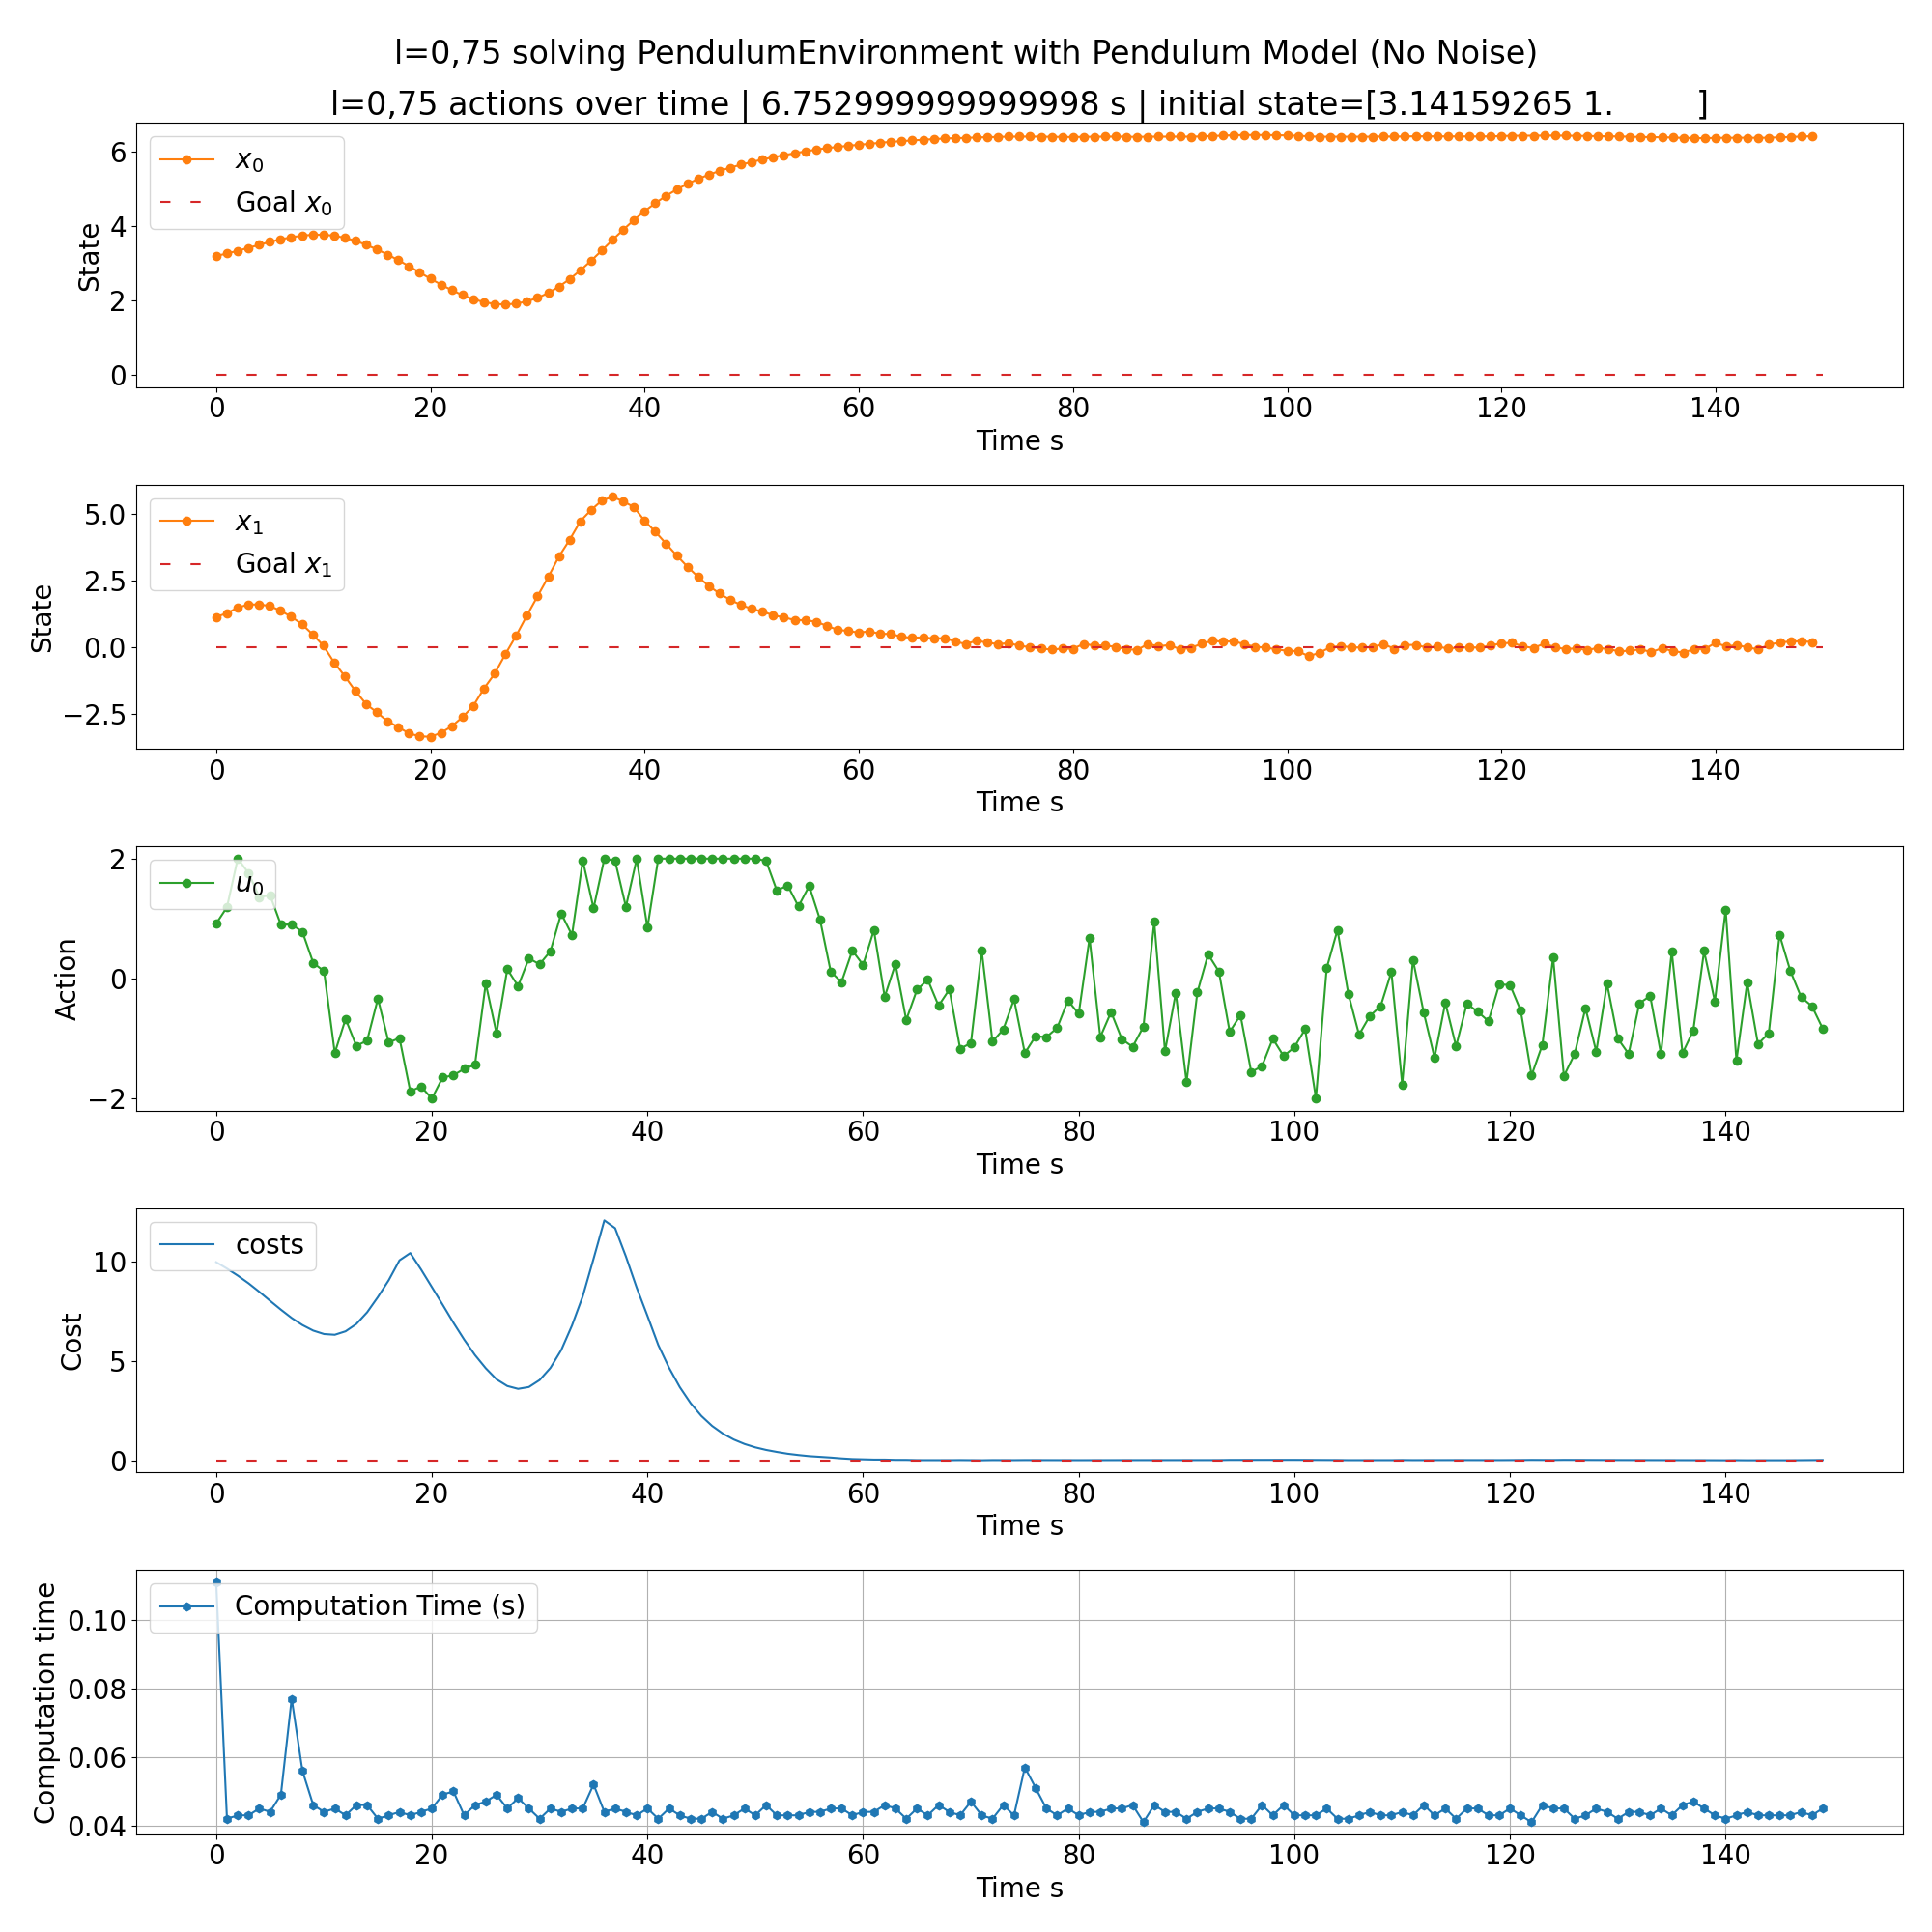 l=0,75 solving PendulumEnvironment with Pendulum Model (No Noise)
l=0,75 actions over time | 6.752999999999998 s | initial state=[3.14159265 1.        ]
x0
Goal x0
State
6
4
2
0
0 20 40 60 80 100 120 140
Time s
x1
Goal x1
State
5.0
2.5
0.0
−2.5
0 20 40 60 80 100 120 140
Time s
u0
Action
2
0
−2
0 20 40 60 80 100 120 140
Time s
costs
Cost
10
5
0
0 20 40 60 80 100 120 140
Time s
Computation Time (s)
Computation time
0.10
0.08
0.06
0.04
0 20 40 60 80 100 120 140
Time s